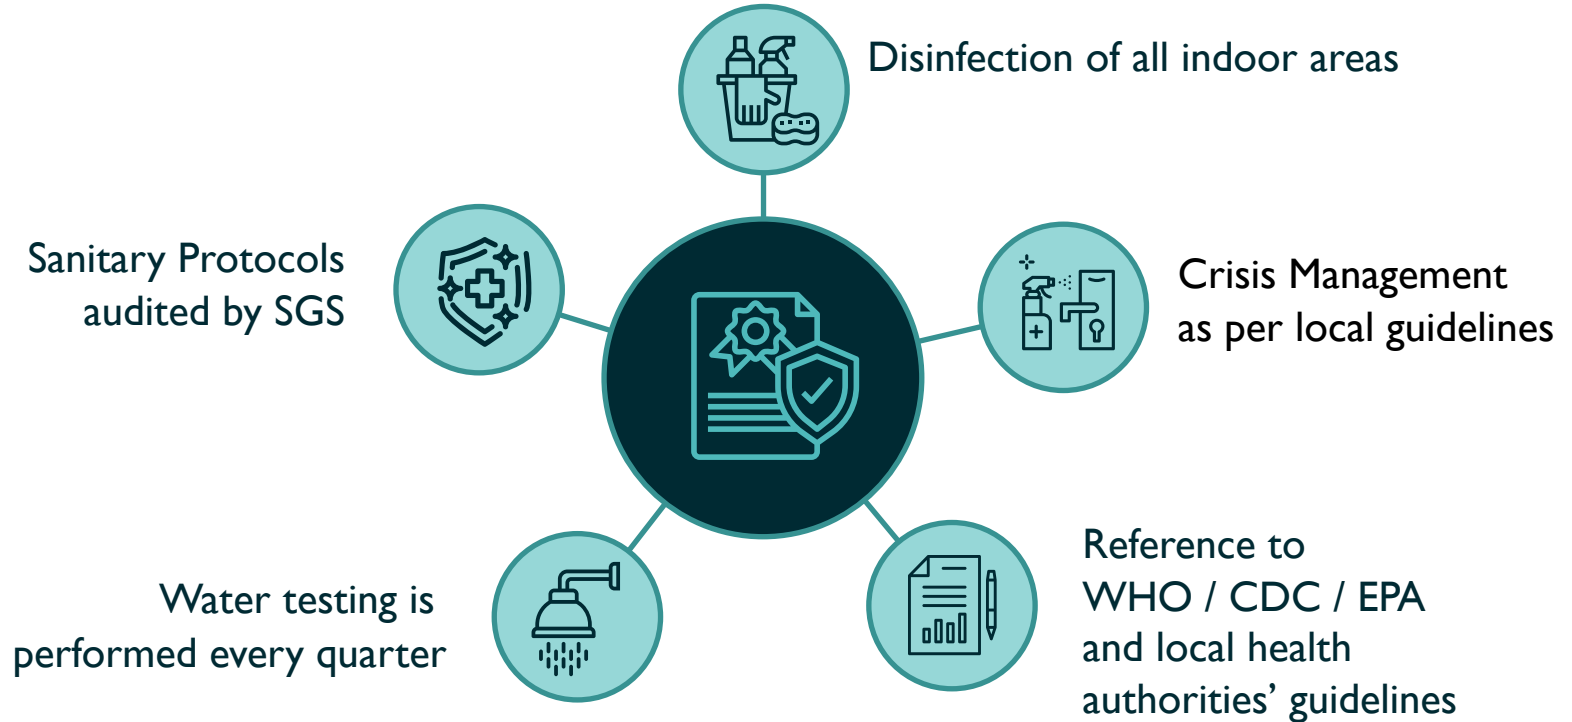 Disinfection of all indoor areas
Sanitary Protocols
audited by SGS
Crisis Management
as per local guidelines
Water testing is
performed every quarter
Reference to
WHO / CDC / EPA
and local health
authorities’ guidelines